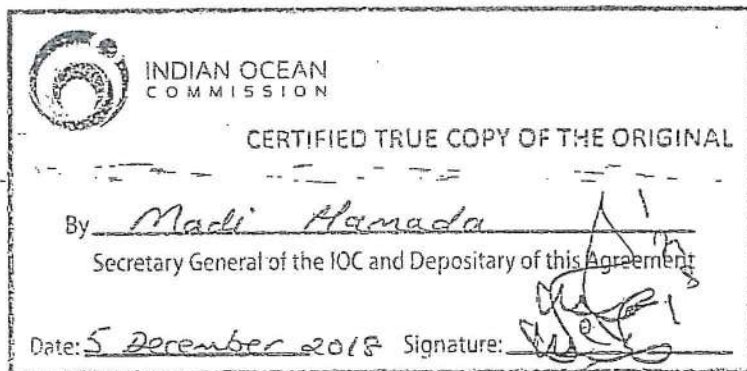 INDIAN OCEAN
COMMISSION
CERTIFIED TRUE COPY OF THE ORIGINAL
By Madi Hamada
Secretary General of the IOC and Depositary of this Agreement
Date: 5 December 2018 Signature: